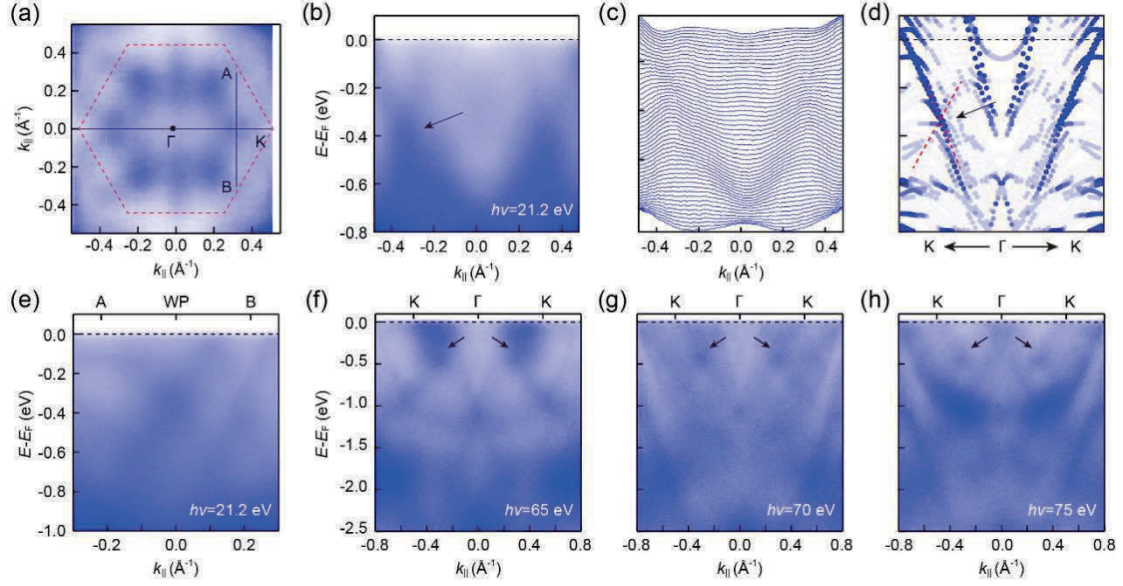 (a)
0.4
0.2
0.0
-0.2
-0.4
k|| (Å⁻¹)
A
Γ
K
B
-0.4 -0.2 0.0 0.2 0.4
k|| (Å⁻¹)
(b)
0.0
-0.2
-0.4
-0.6
-0.8
E-EF (eV)
hv=21.2 eV
-0.4 -0.2 0.0 0.2 0.4
k|| (Å⁻¹)
(c)
-0.4 -0.2 0.0 0.2 0.4
k|| (Å⁻¹)
(d)
K Γ K
(e)
A WP B
0.0
-0.2
-0.4
-0.6
-0.8
-1.0
E-EF (eV)
hv=21.2 eV
-0.2 0.0 0.2
k|| (Å⁻¹)
(f)
K Γ K
0.0
-0.5
-1.0
-1.5
-2.0
-2.5
E-EF (eV)
hv=65 eV
-0.8 -0.4 0.0 0.4 0.8
k|| (Å⁻¹)
(g)
K Γ K
hv=70 eV
-0.8 -0.4 0.0 0.4 0.8
k|| (Å⁻¹)
(h)
K Γ K
hv=75 eV
-0.8 -0.4 0.0 0.4 0.8
k|| (Å⁻¹)